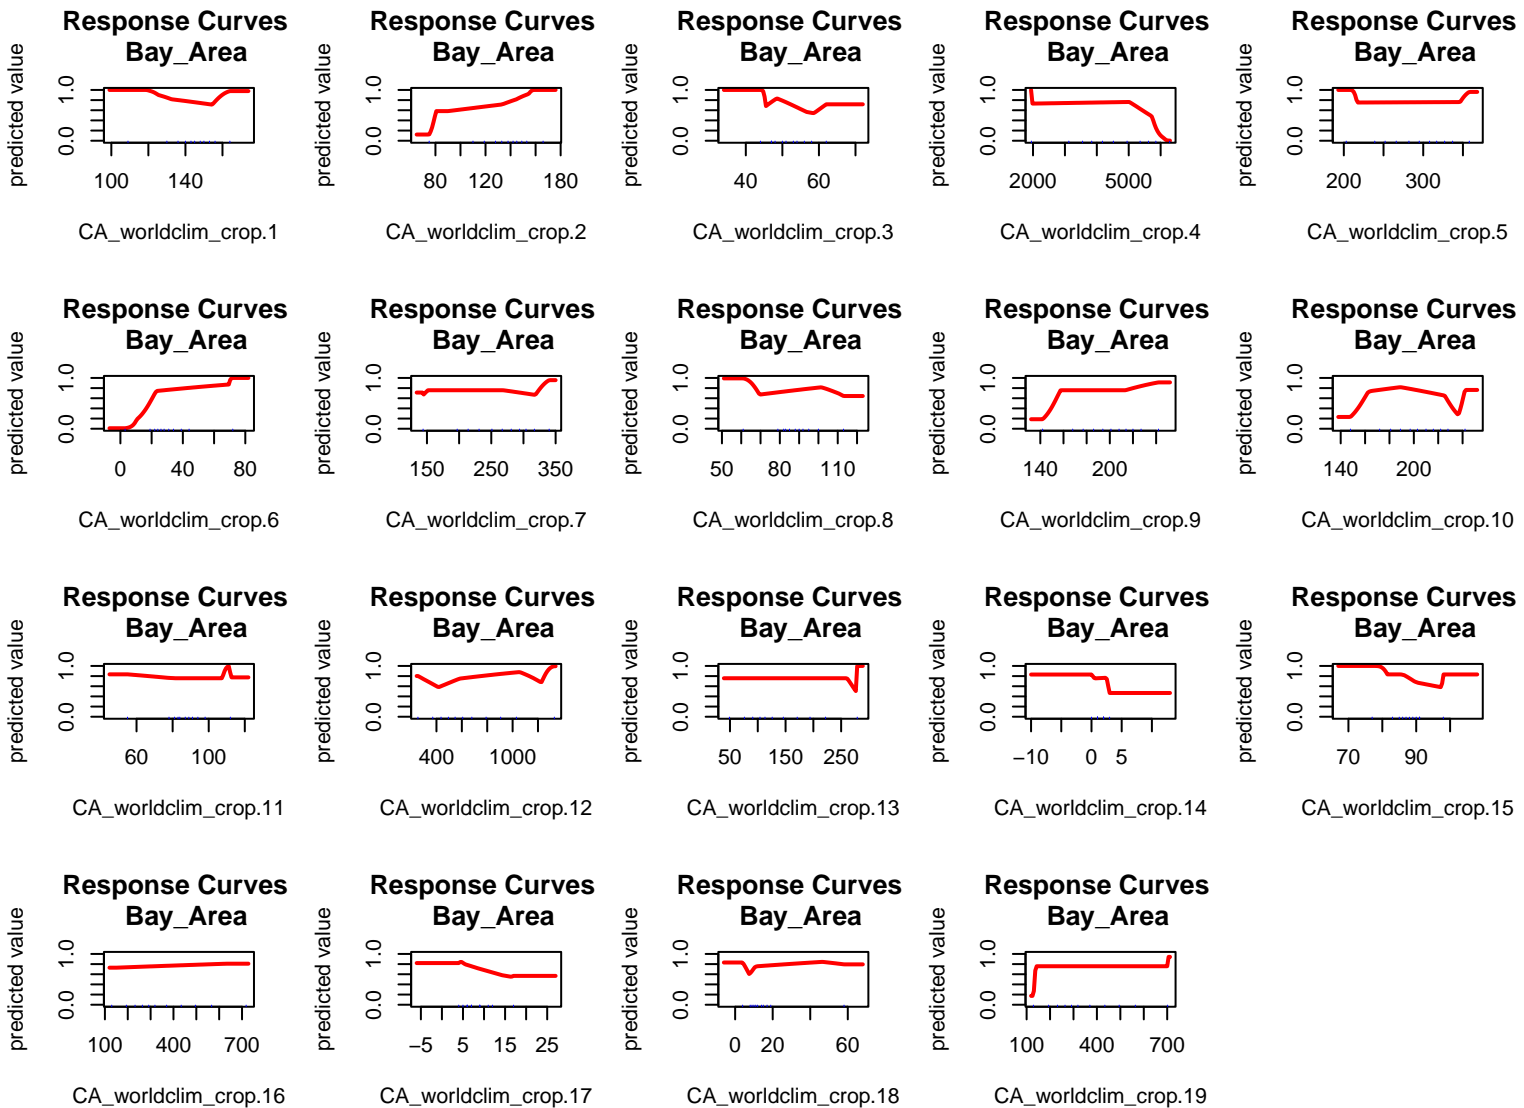 Response Curves
Bay_Area
predicted value
0.0 1.0
100 140
CA_worldclim_crop.1
Response Curves
Bay_Area
predicted value
0.0 1.0
80 120 180
CA_worldclim_crop.2
Response Curves
Bay_Area
predicted value
0.0 1.0
40 60
CA_worldclim_crop.3
Response Curves
Bay_Area
predicted value
0.0 1.0
2000 5000
CA_worldclim_crop.4
Response Curves
Bay_Area
predicted value
0.0 1.0
200 300
CA_worldclim_crop.5
Response Curves
Bay_Area
predicted value
0.0 1.0
0 40 80
CA_worldclim_crop.6
Response Curves
Bay_Area
predicted value
0.0 1.0
150 250 350
CA_worldclim_crop.7
Response Curves
Bay_Area
predicted value
0.0 1.0
50 80 110
CA_worldclim_crop.8
Response Curves
Bay_Area
predicted value
0.0 1.0
140 200
CA_worldclim_crop.9
Response Curves
Bay_Area
predicted value
0.0 1.0
140 200
CA_worldclim_crop.10
Response Curves
Bay_Area
predicted value
0.0 1.0
60 100
CA_worldclim_crop.11
Response Curves
Bay_Area
predicted value
0.0 1.0
400 1000
CA_worldclim_crop.12
Response Curves
Bay_Area
predicted value
0.0 1.0
50 150 250
CA_worldclim_crop.13
Response Curves
Bay_Area
predicted value
0.0 1.0
−10 0 5
CA_worldclim_crop.14
Response Curves
Bay_Area
predicted value
0.0 1.0
70 90
CA_worldclim_crop.15
Response Curves
Bay_Area
predicted value
0.0 1.0
100 400 700
CA_worldclim_crop.16
Response Curves
Bay_Area
predicted value
0.0 1.0
−5 5 15 25
CA_worldclim_crop.17
Response Curves
Bay_Area
predicted value
0.0 1.0
0 20 60
CA_worldclim_crop.18
Response Curves
Bay_Area
predicted value
0.0 1.0
100 400 700
CA_worldclim_crop.19